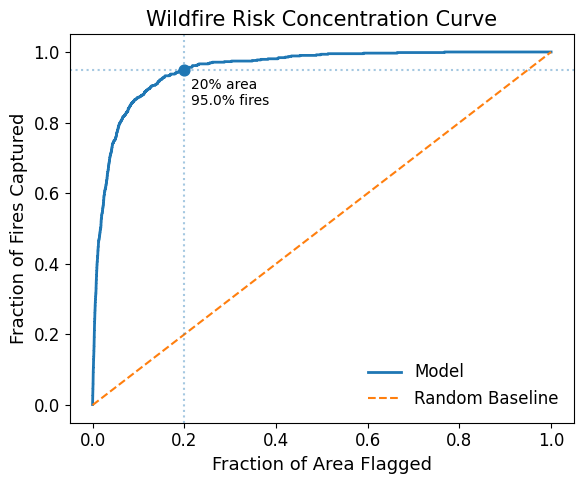 Wildfire Risk Concentration Curve
Fraction of Fires Captured
1.0
0.8
0.6
0.4
0.2
0.0
20% area
95.0% fires
Model
Random Baseline
0.0 0.2 0.4 0.6 0.8 1.0
Fraction of Area Flagged